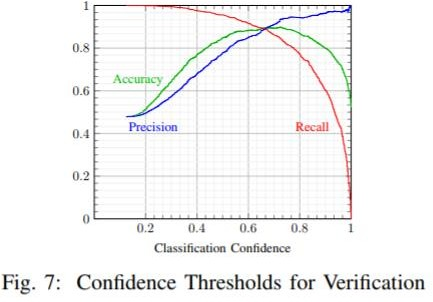 1
0.8
0.6
0.4
0.2
0
Accuracy
Precision
Recall
0.2 0.4 0.6 0.8 1
Classification Confidence
Fig. 7: Confidence Thresholds for Verification